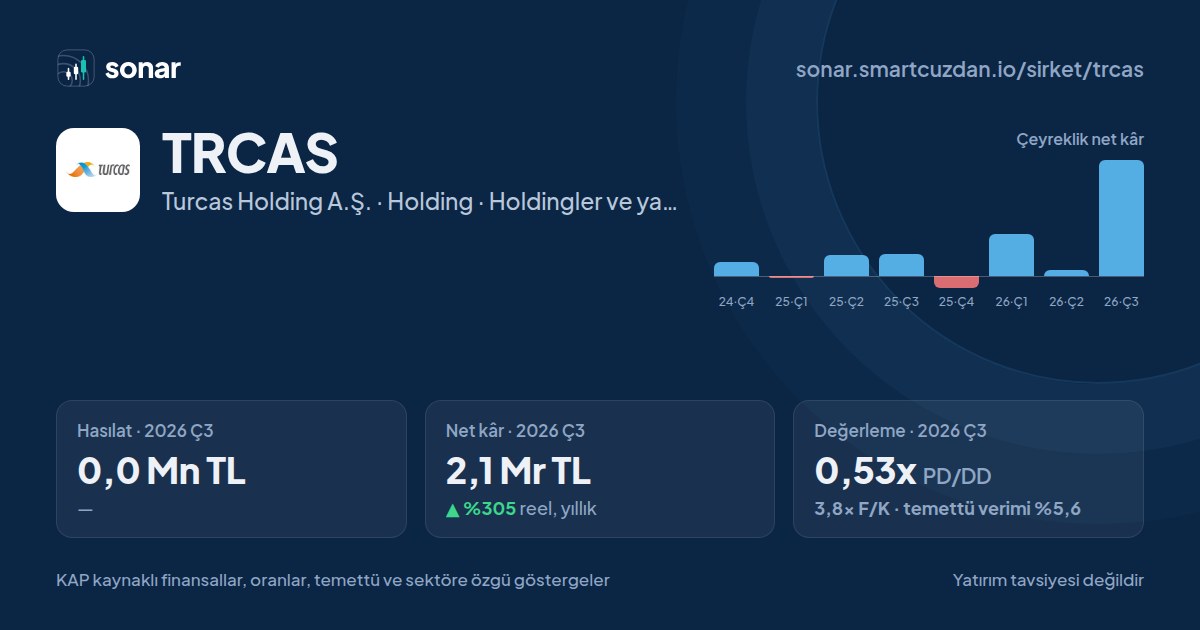 sonar
sonar.smartcuzdan.io/sirket/trcas
turcas
TRCAS
Turcas Holding A.Ş. · Holding · Holdingler ve ya...
Çeyreklik net kâr
24·Ç4 25·Ç1 25·Ç2 25·Ç3 25·Ç4 26·Ç1 26·Ç2 26·Ç3
Hasılat · 2026 Ç3
0,0 Mn TL
—
Net kâr · 2026 Ç3
2,1 Mr TL
▲ %305 reel, yıllık
Değerleme · 2026 Ç3
0,53x PD/DD
3,8× F/K · temettü verimi %5,6
KAP kaynaklı finansallar, oranlar, temettü ve sektöre özgü göstergeler
Yatırım tavsiyesi değildir